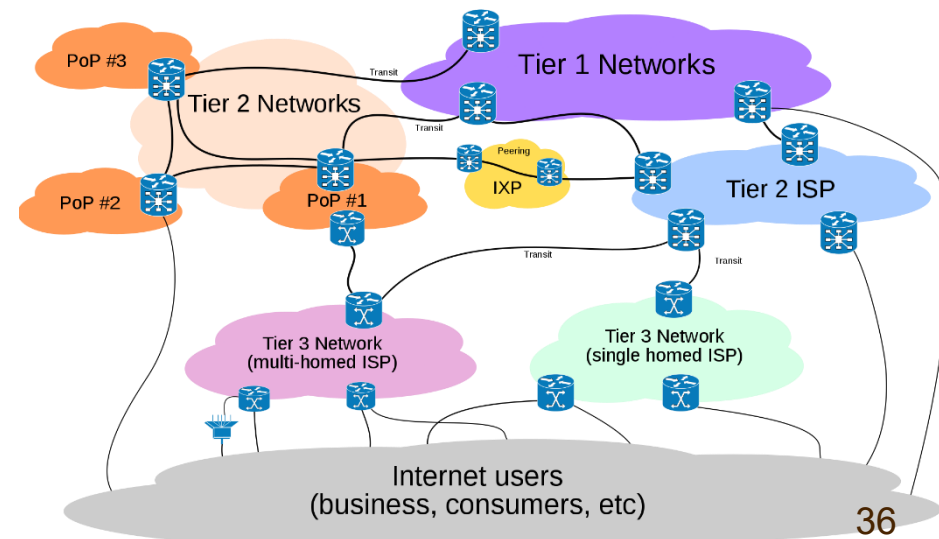 PoP #3
Tier 2 Networks
Transit
Tier 1 Networks
Transit
Peering
IXP
PoP #2
PoP #1
Tier 2 ISP
Transit
Transit
Tier 3 Network
(multi-homed ISP)
Tier 3 Network
(single homed ISP)
Internet users
(business, consumers, etc)
36